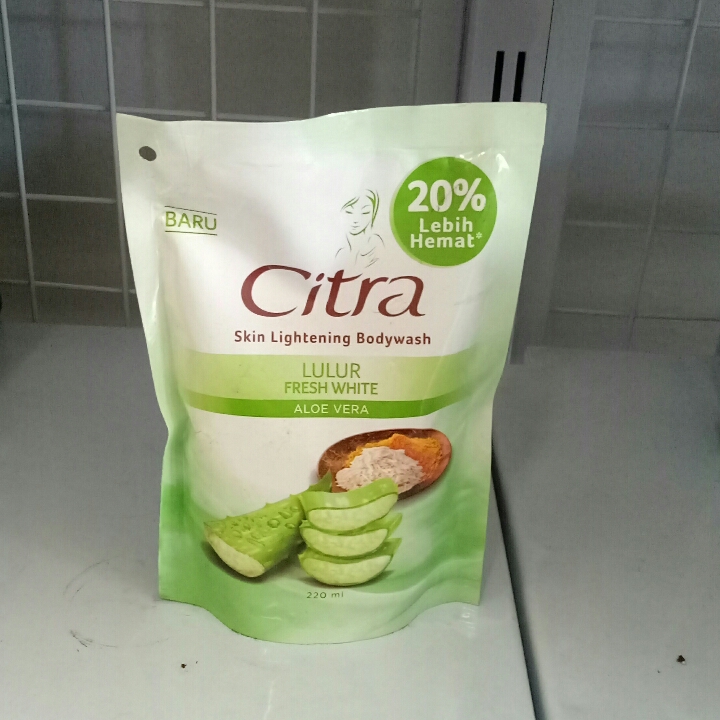 BARU
20%
Lebih
Hemat*
Citra
Skin Lightening Bodywash
LULUR
FRESH WHITE
ALOE VERA
220 ml